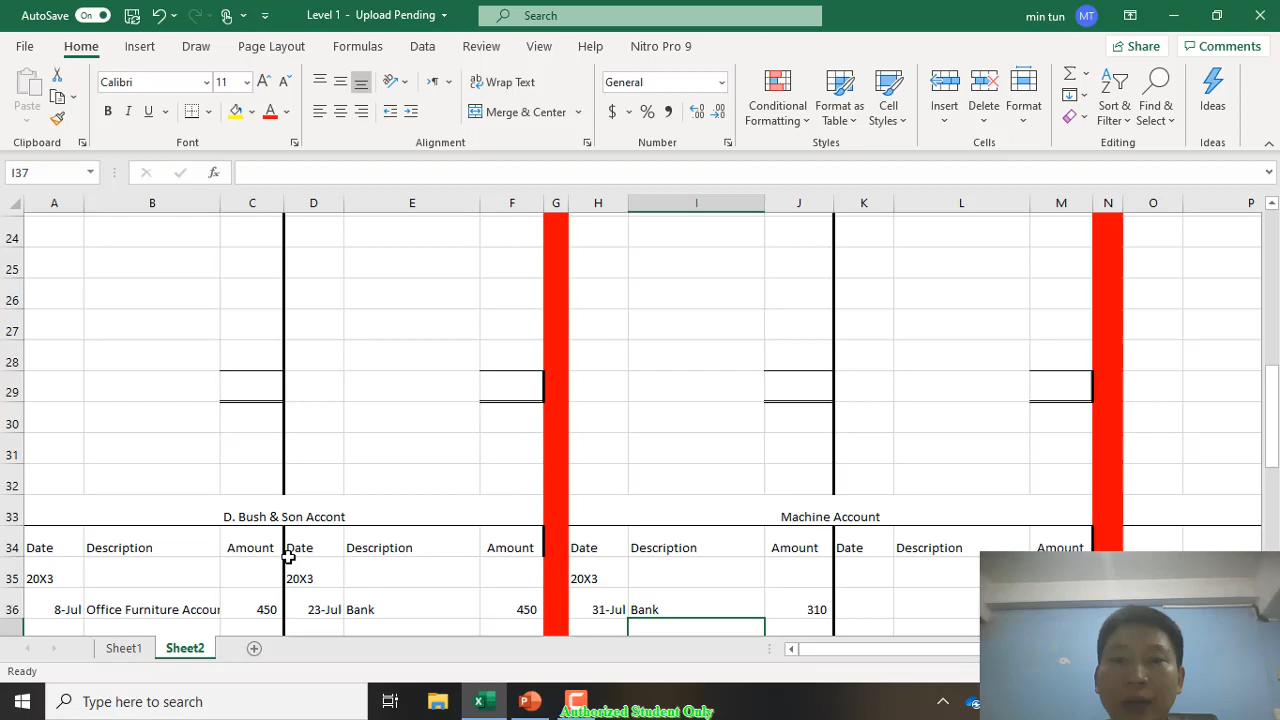 AutoSave On Level 1 - Upload Pending Search min tun MT
File Home Insert Draw Page Layout Formulas Data Review View Help Nitro Pro 9 Share Comments
Paste Calibri 11 B I U A Wrap Text Merge & Center General $ % Conditional Formatting Format as Table Cell Styles Insert Delete Format Sort & Filter Find & Select Ideas
Clipboard Font Alignment Number Styles Cells Editing Ideas
I37 fx
A B C D E F G H I J K L M N O P
24
25
26
27
28
29
30
31
32
33 D. Bush & Son Accont Machine Account
34 Date Description Amount Date Description Amount Date Description Amount Date Description Amount
35 20X3 20X3 20X3
36 8-Jul Office Furniture Accour 450 23-Jul Bank 450 31-Jul Bank 310
Sheet1 Sheet2
Ready
Type here to search
Authorized Student Only